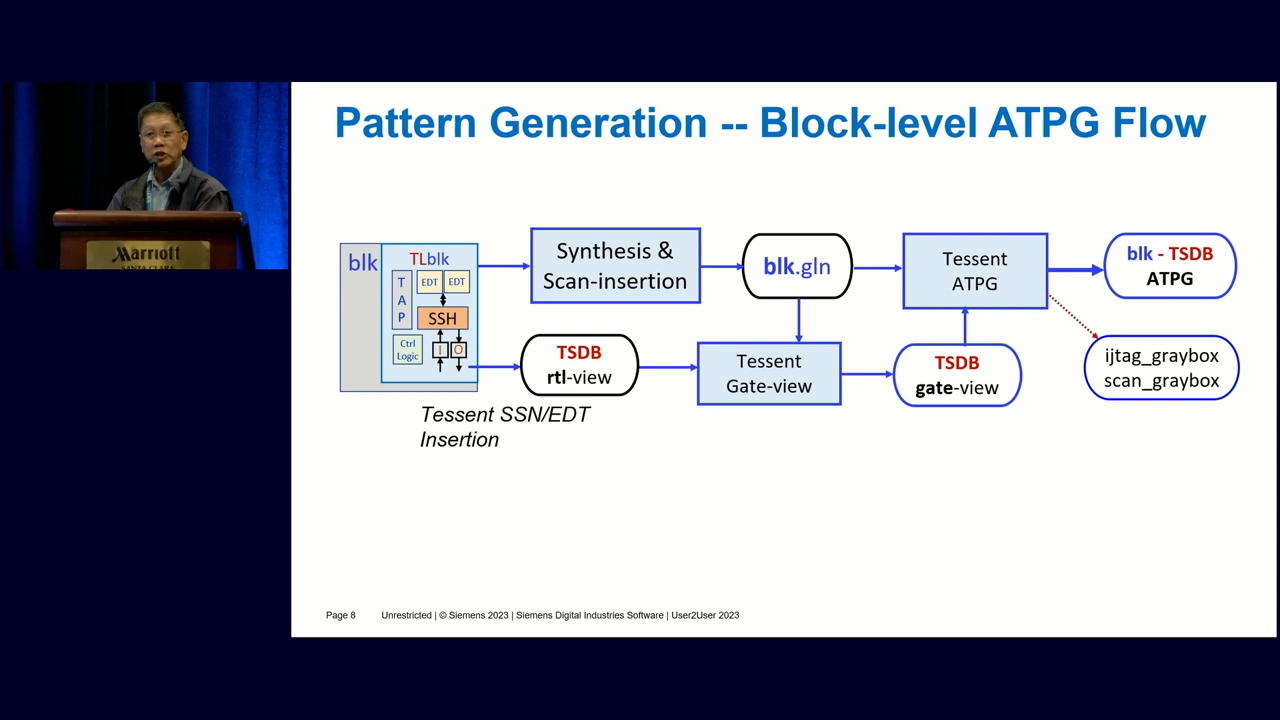 Pattern Generation -- Block-level ATPG Flow
Marriott
SANTA CLARA
blk
TLblk
T
A
P
EDT
EDT
SSH
Ctrl
Logic
I
O
Tessent SSN/EDT
Insertion
Synthesis &
Scan-insertion
TSDB
rtl-view
blk.gln
Tessent
Gate-view
Tessent
ATPG
TSDB
gate-view
blk - TSDB
ATPG
ijtag_graybox
scan_graybox
Page 8 Unrestricted | © Siemens 2023 | Siemens Digital Industries Software | User2User 2023